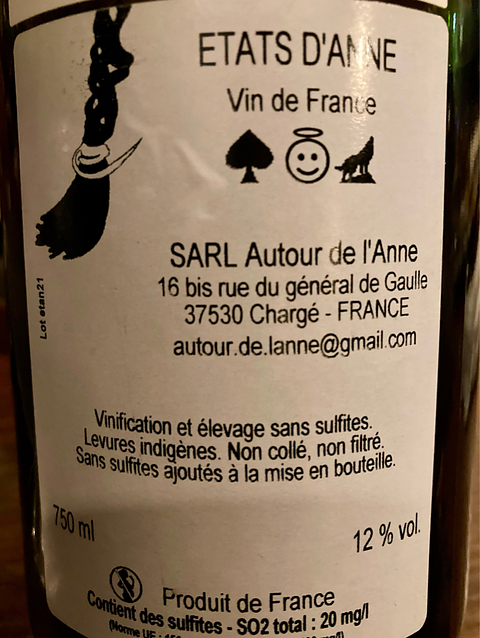 ETATS D'ANNE
Vin de France
Lot etan21
SARL Autour de l'Anne
16 bis rue du général de Gaulle
37530 Chargé - FRANCE
autour.de.lanne@gmail.com
Vinification et élevage sans sulfites.
Levures indigènes. Non collé, non filtré.
Sans sulfites ajoutés à la mise en bouteille.
750 ml
12 % vol.
Produit de France
Contient des sulfites - SO2 total : 20 mg/l
(Norme UE :